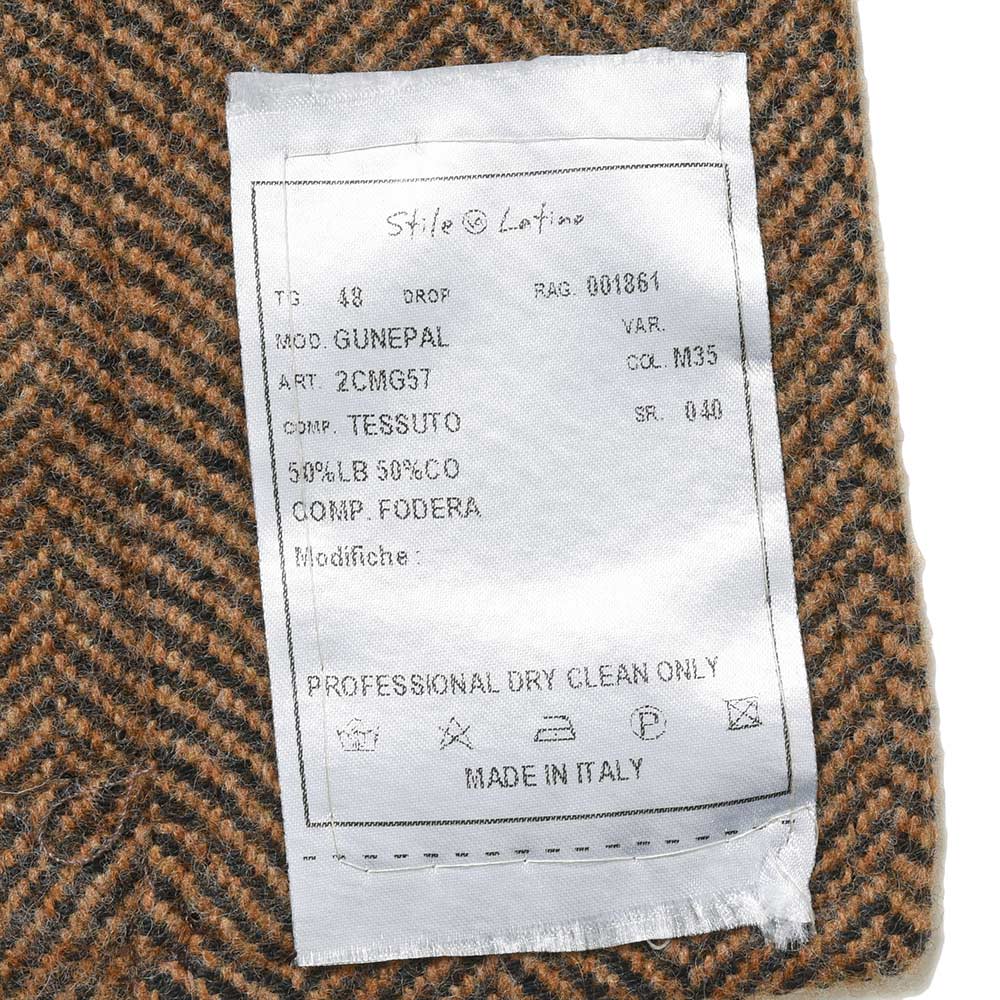 Stile Latino
TG 48 DROP RAG. 001861
MOD. GUNEPAL VAR.
ART. 2CMG57 COL. M35
COMP. TESSUTO SR. 040
50%LB 50%CO
COMP. FODERA
Modifiche :
PROFESSIONAL DRY CLEAN ONLY
P
MADE IN ITALY